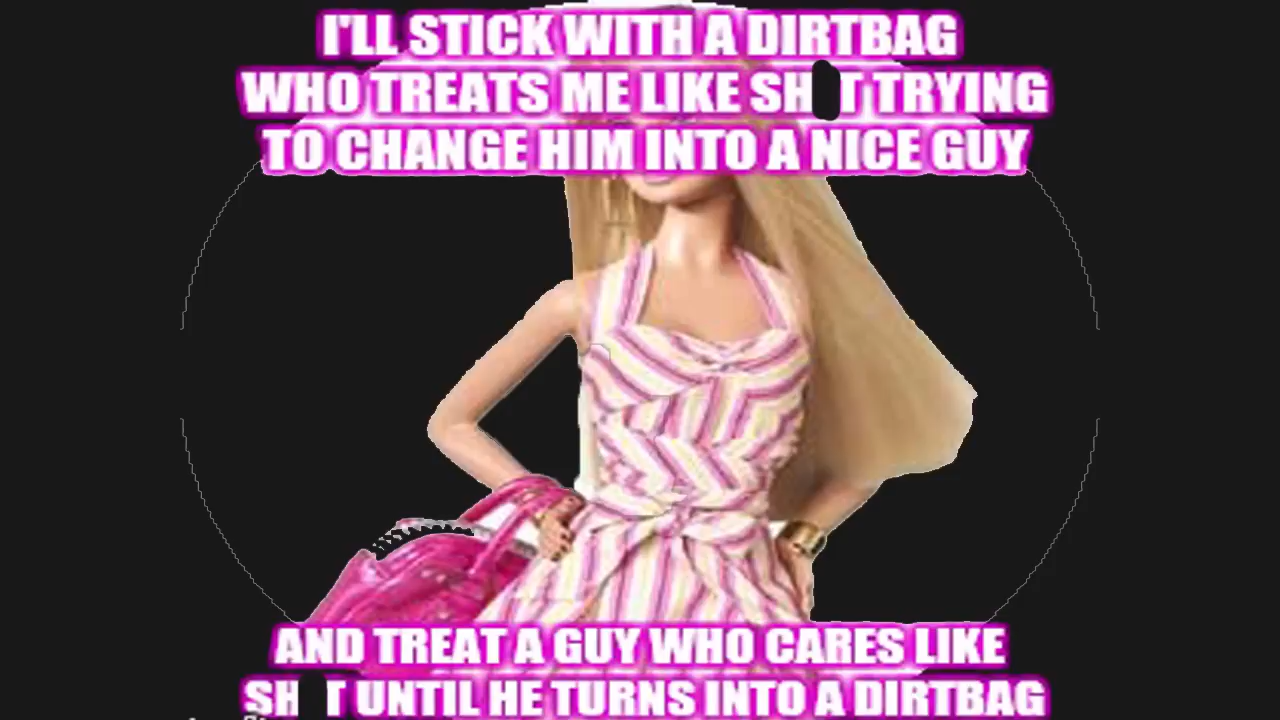 I'LL STICK WITH A DIRTBAG
WHO TREATS ME LIKE SH T TRYING
TO CHANGE HIM INTO A NICE GUY
AND TREAT A GUY WHO CARES LIKE
SH T UNTIL HE TURNS INTO A DIRTBAG